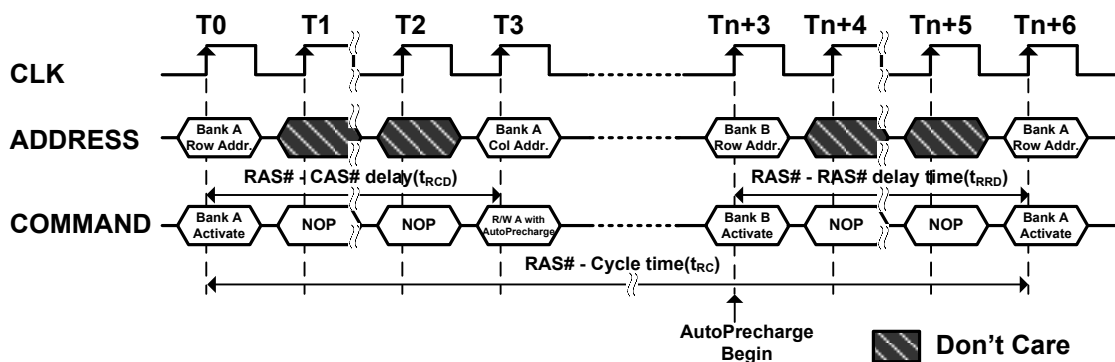 T0 T1 T2 T3 Tn+3 Tn+4 Tn+5 Tn+6
CLK
ADDRESS
Bank A
Row Addr.
Bank A
Col Addr.
Bank B
Row Addr.
Bank A
Row Addr.
RAS# - CAS# delay(tRCD)
RAS# - RAS# delay time(tRRD)
COMMAND
Bank A
Activate
NOP
NOP
R/W A with
AutoPrecharge
Bank B
Activate
NOP
NOP
Bank A
Activate
RAS# - Cycle time(tRC)
AutoPrecharge
Begin
Don't Care